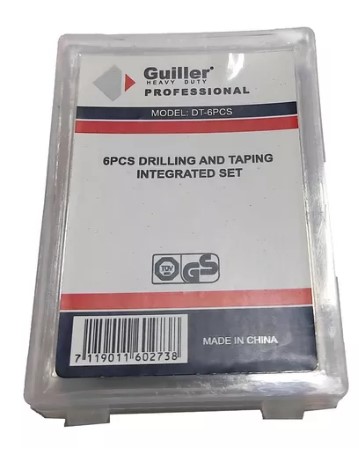 Guiller®
HEAVY DUTY
PROFESSIONAL
MODEL: DT-6PCS
6PCS DRILLING AND TAPING
INTEGRATED SET
TÜV
GS
MADE IN CHINA
7 119011 602738